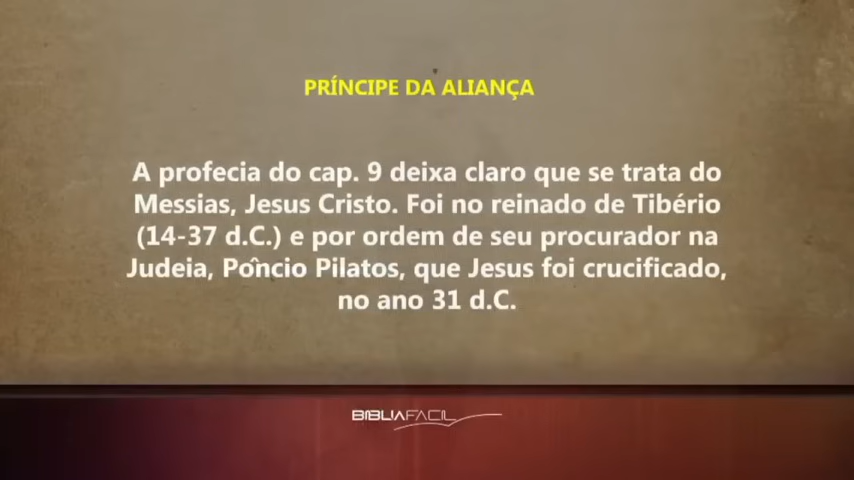 PRÍNCIPE DA ALIANÇA
A profecia do cap. 9 deixa claro que se trata do
Messias, Jesus Cristo. Foi no reinado de Tibério
(14-37 d.C.) e por ordem de seu procurador na
Judeia, Poîncio Pilatos, que Jesus foi crucificado,
no ano 31 d.C.
BÍBLIAFACIL